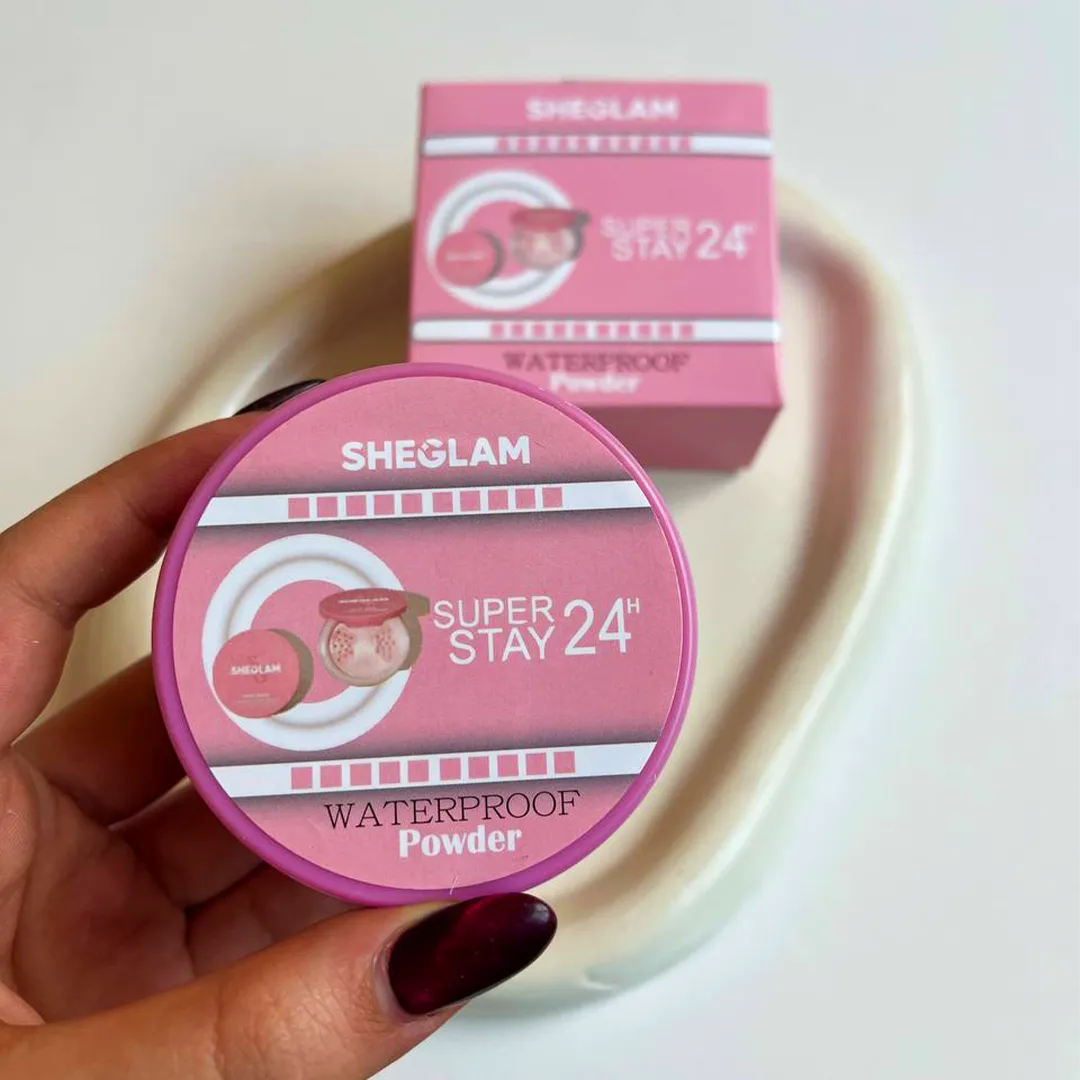 SHEGLAM
SUPER
STAY 24H
WATERPROOF
Powder
SHEGLAM
SUPER
STAY 24H
SHEGLAM
WATERPROOF
Powder